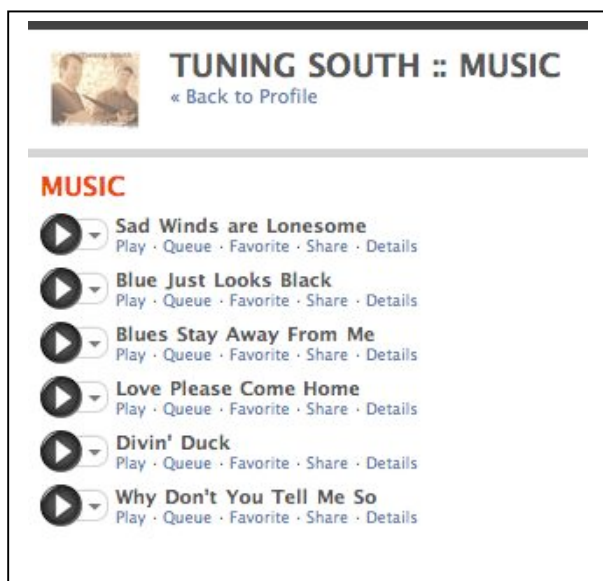 TUNING SOUTH :: MUSIC
« Back to Profile
MUSIC
Sad Winds are Lonesome
Play · Queue · Favorite · Share · Details
Blue Just Looks Black
Play · Queue · Favorite · Share · Details
Blues Stay Away From Me
Play · Queue · Favorite · Share · Details
Love Please Come Home
Play · Queue · Favorite · Share · Details
Divin' Duck
Play · Queue · Favorite · Share · Details
Why Don't You Tell Me So
Play · Queue · Favorite · Share · Details